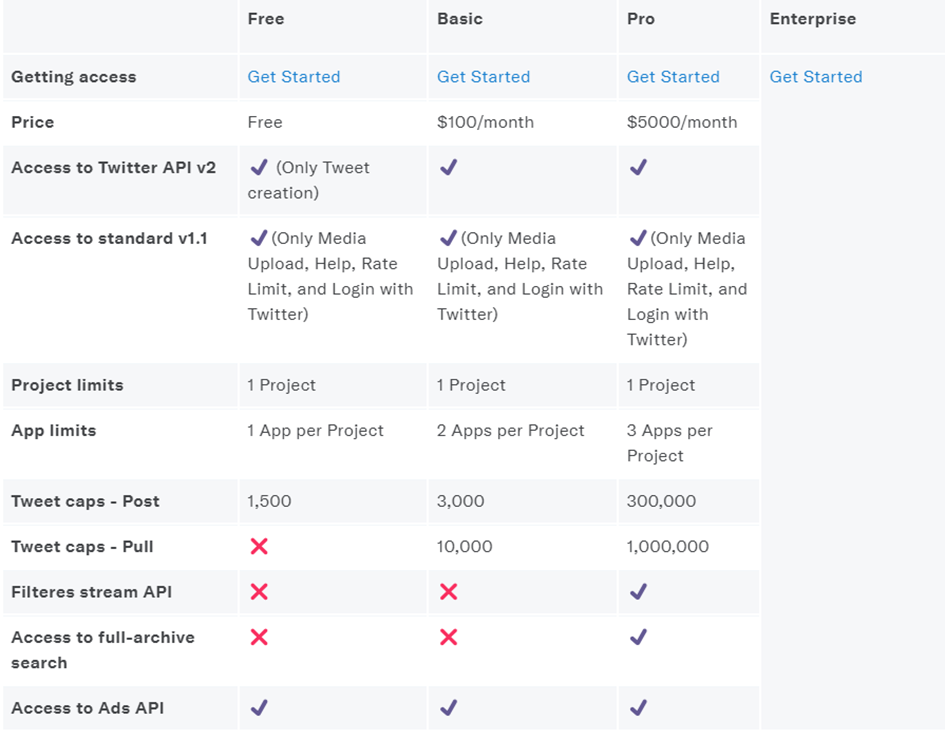 Free Basic Pro Enterprise
Getting access Get Started Get Started Get Started Get Started
Price Free $100/month $5000/month
Access to Twitter API v2 ✔ (Only Tweet ✔ ✔
creation)
Access to standard v1.1 ✔(Only Media ✔(Only Media ✔(Only Media
Upload, Help, Rate Upload, Help, Rate Upload, Help,
Limit, and Login with Limit, and Login with Rate Limit, and
Twitter) Twitter) Login with
Twitter)
Project limits 1 Project 1 Project 1 Project
App limits 1 App per Project 2 Apps per Project 3 Apps per
Project
Tweet caps - Post 1,500 3,000 300,000
Tweet caps - Pull ❌ 10,000 1,000,000
Filteres stream API ❌ ❌ ✔
Access to full-archive ❌ ❌ ✔
search
Access to Ads API ✔ ✔ ✔